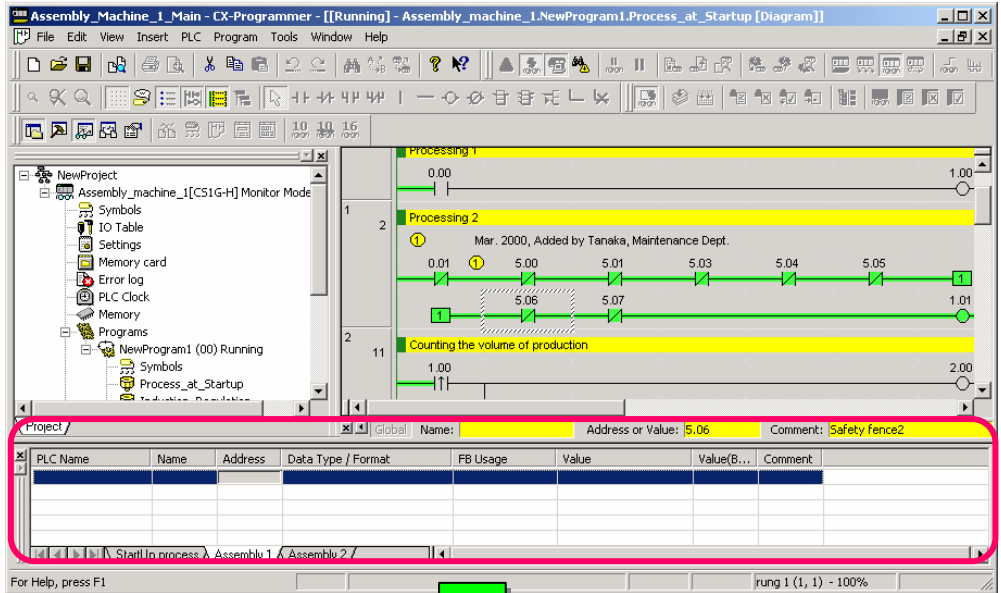 Assembly_Machine_1_Main - CX-Programmer - [[Running] - Assembly_machine_1.NewProgram1.Process_at_Startup [Diagram]]
File Edit View Insert PLC Program Tools Window Help
10 10 16
NewProject
Assembly_machine_1[CS1G-H] Monitor Mode
Symbols
IO Table
Settings
Memory card
Error log
PLC Clock
Memory
Programs
NewProgram1 (00) Running
Symbols
Process_at_Startup
Induction_Regulation
Project
Processing 1
0.00 1.00
1 2
Processing 2
1 Mar. 2000, Added by Tanaka, Maintenance Dept.
0.01 1 5.00 5.01 5.03 5.04 5.05
1
5.06 5.07 1.01
1
2 11
Counting the volume of production
1.00 2.00
Global Name: Address or Value: 5.06 Comment: Safety fence2
PLC Name Name Address Data Type / Format FB Usage Value Value(B... Comment
StartUp process Assembly 1 Assembly 2
For Help, press F1 rung 1 (1, 1) - 100%